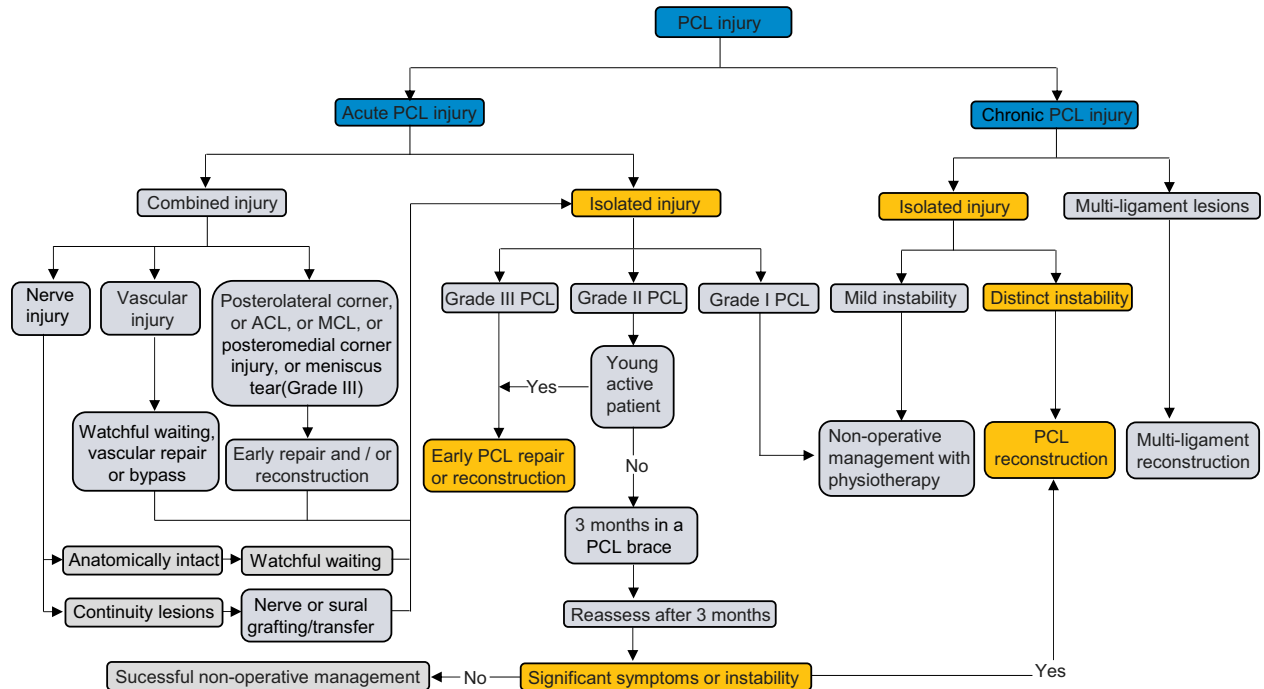 PCL injury
Acute PCL injury
Chronic PCL injury
Combined injury
Isolated injury
Isolated injury
Multi-ligament lesions
Nerve
injury
Vascular
injury
Posterolateral corner,
or ACL, or MCL, or
posteromedial corner
injury, or meniscus
tear(Grade III)
Grade III PCL
Grade II PCL
Grade I PCL
Mild instability
Distinct instability
Young
active
patient
Yes
Watchful waiting,
vascular repair
or bypass
Early repair and / or
reconstruction
Early PCL repair
or reconstruction
No
Non-operative
management with
physiotherapy
PCL
reconstruction
Multi-ligament
reconstruction
3 months in a
PCL brace
Anatomically intact
Watchful waiting
Continuity lesions
Nerve or sural
grafting/transfer
Reassess after 3 months
Sucessful non-operative management
No
Significant symptoms or instability
Yes